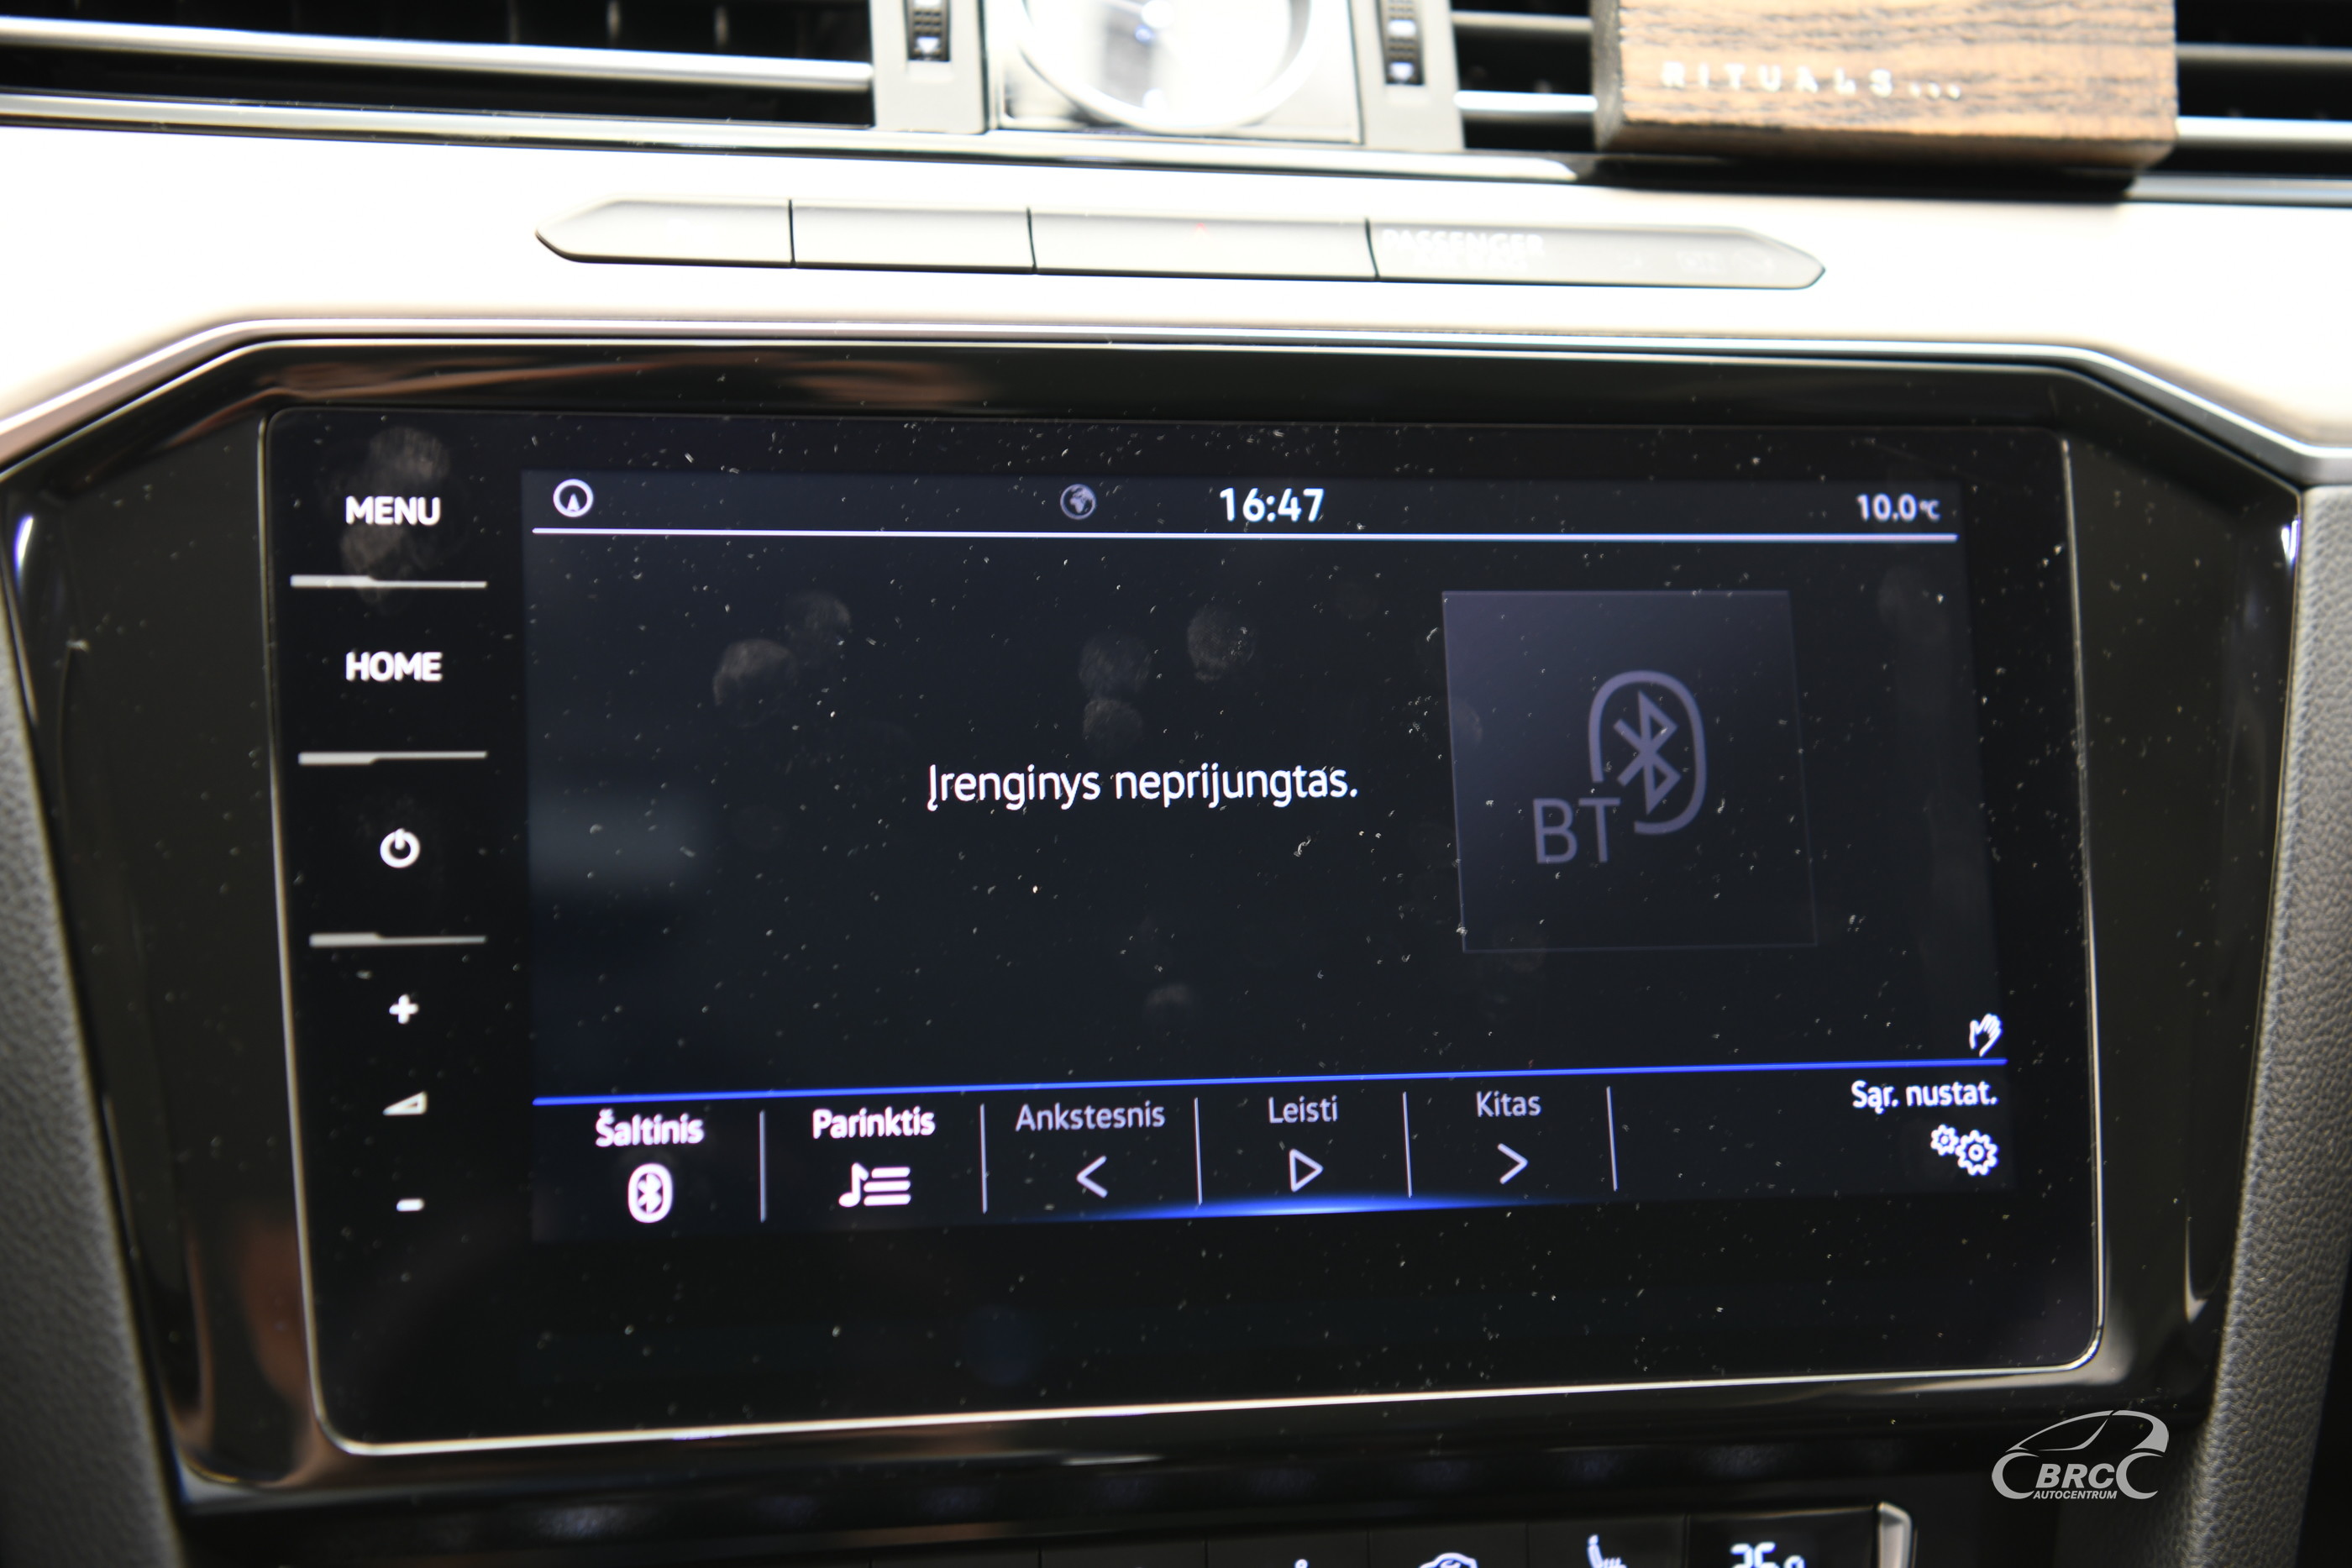 RITUALS...
PASSENGER
MENU
16:47
10.0°C
HOME
Įrenginys neprijungtas.
BT
Šaltinis
Parinktis
Ankstesnis
Leisti
Kitas
Sąr. nustat.
BRC
AUTOCENTRUM